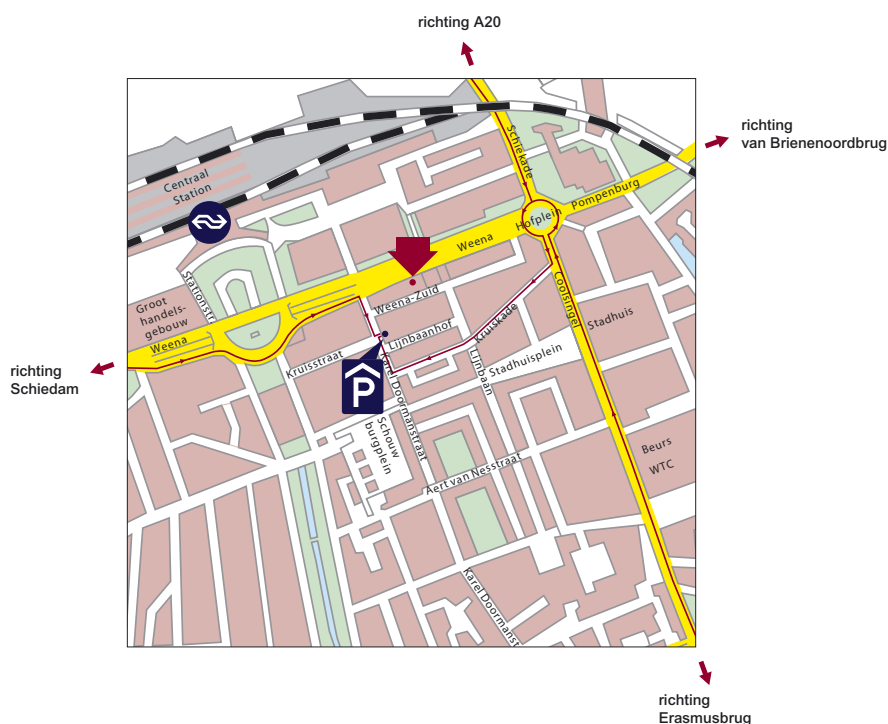 richting A20
richting
van Brienenoordbrug
Schiekade
Centraal
Station
Pompenburg
Hofplein
Weena
Stationstr
Groot
handels-
gebouw
Weena
Weena-Zuid
Coolsingel
Stadhuis
Kruiskade
Lijnbaanhof
Kruisstraat
Lijnbaan
Stadhuisplein
richting
Schiedam
P
Karel Doormanstraat
Schouw
burgplein
Beurs
WTC
Aert van Nesstraat
Karel Doormanst
richting
Erasmusbrug